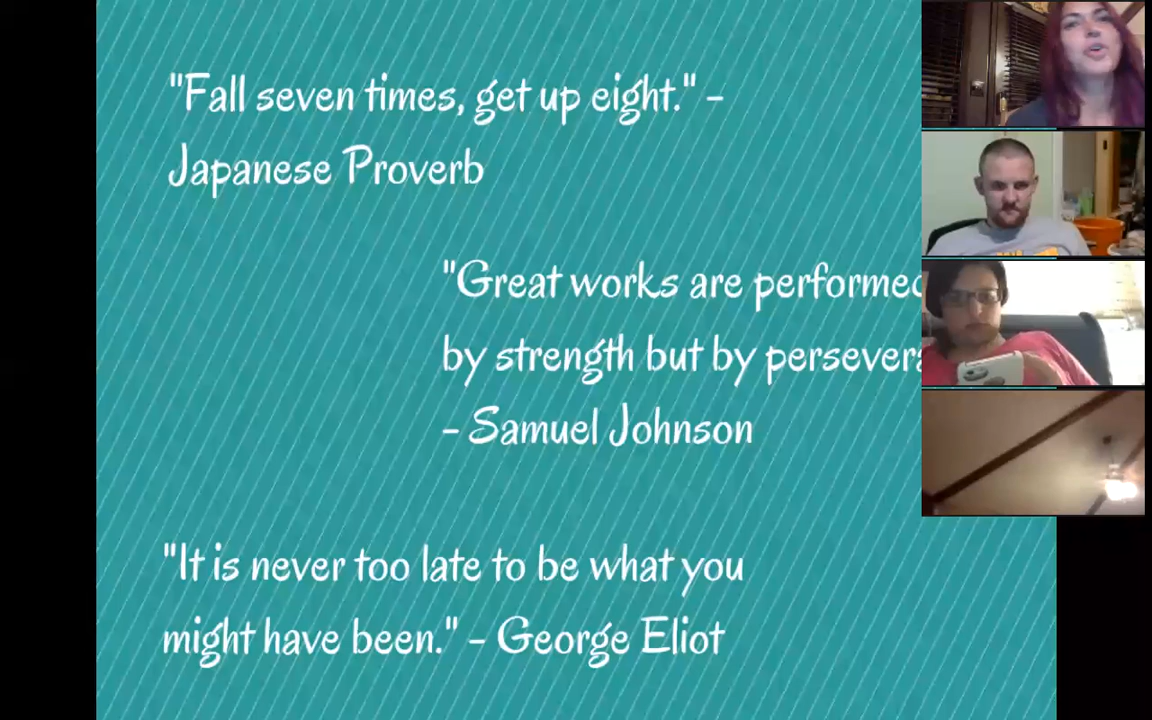 "Fall seven times, get up eight." -
Japanese Proverb
"Great works are performed
by strength but by
- Samuel Johnson
"It is never too late to be what you
might have been." - George Eliot